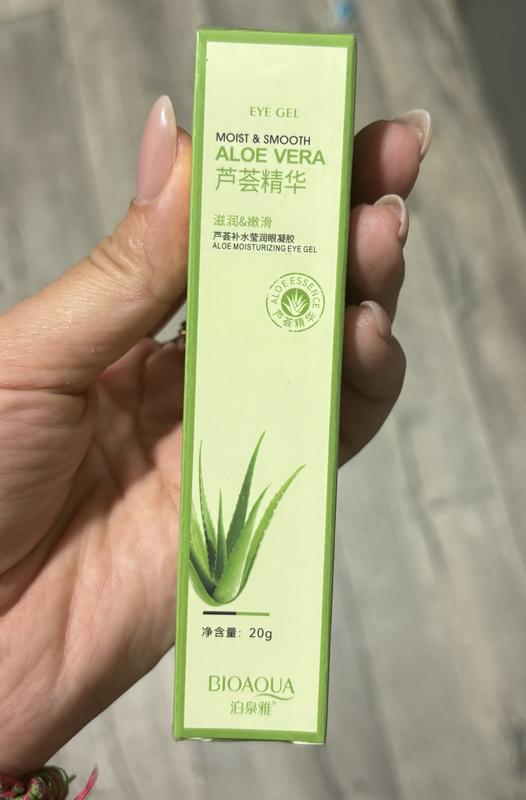 EYE GEL
MOIST & SMOOTH
ALOE VERA
芦荟精华
滋润&嫩滑
芦荟补水莹润眼凝胶
ALOE MOISTURIZING EYE GEL
ALOE ESSENCE
芦荟精华
净含量：20g
BIOAQUA
泊泉雅®